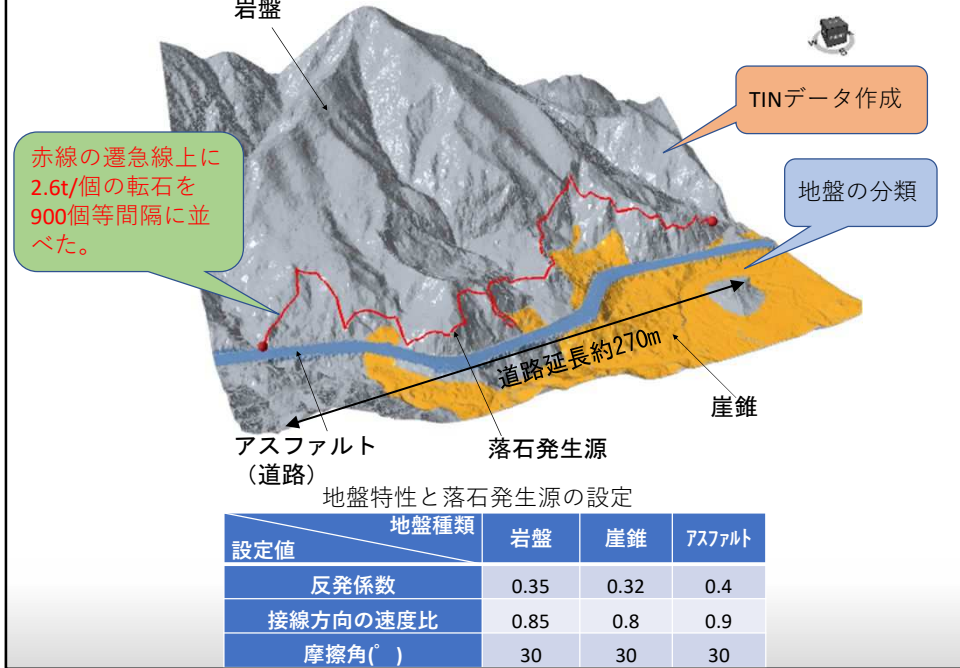 岩盤
TINデータ作成
赤線の遷急線上に
2.6t/個の転石を
900個等間隔に並
べた。
地盤の分類
道路延長約270m
崖錐
アスファルト
（道路）
落石発生源
地盤特性と落石発生源の設定
地盤種類
設定値
岩盤 崖錐 ｱｽﾌｧﾙﾄ
反発係数 0.35 0.32 0.4
接線方向の速度比 0.85 0.8 0.9
摩擦角(゜) 30 30 30